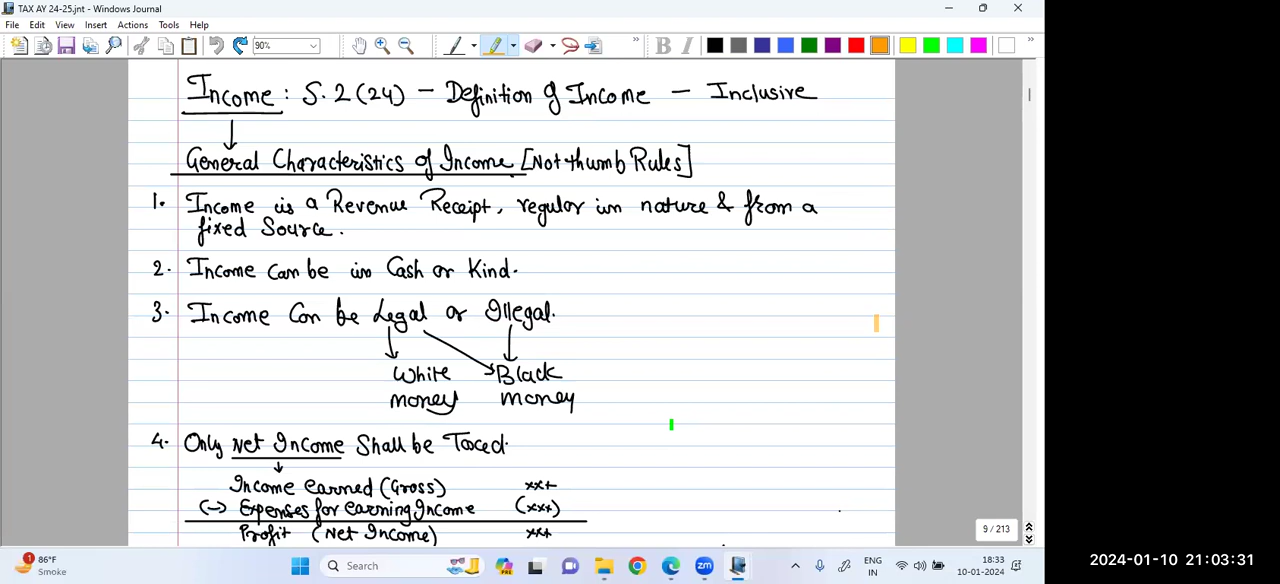 TAX AY 24-25.jnt - Windows Journal
File Edit View Insert Actions Tools Help
90%
B I
Income : S. 2 (24) - Definition of Income - Inclusive
General Characteristics of Income [Not thumb Rules]
1. Income is a Revenue Receipt, regular in nature & from a
fixed Source.
2. Income can be in Cash or Kind.
3. Income Can be Legal or Illegal.
White Black
money money
4. Only Net Income Shall be Taxed.
Income earned (Gross) xxx
(-) Expenses for earning Income (xxx)
Profit (Net Income) xxx
9 / 213
86°F
Smoke
Search
ENG
IN
18:33
10-01-2024
2024-01-10 21:03:31